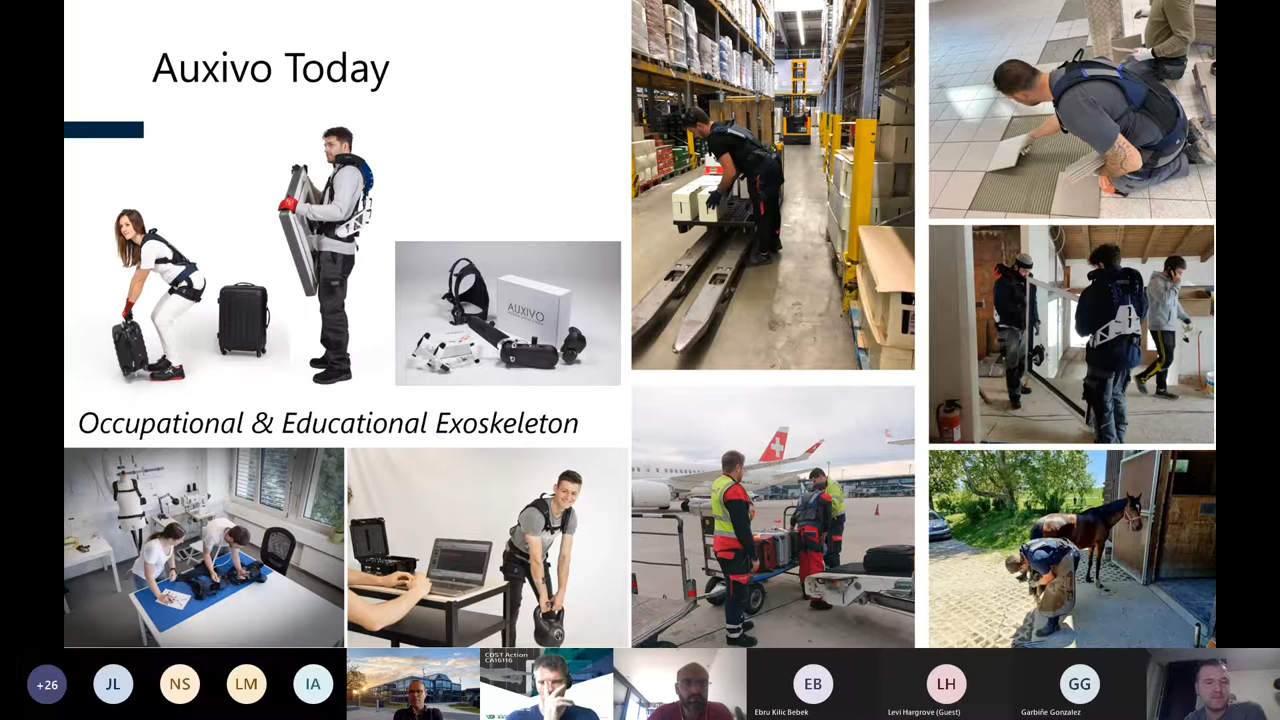 Auxivo Today
AUXIVO
Occupational & Educational Exoskeleton
+26
JL
NS
LM
IA
COST Action
CA16116
EB
Ebru Kilic Bebek
LH
Levi Hargrove (Guest)
GG
Garbiñe Gonzalez